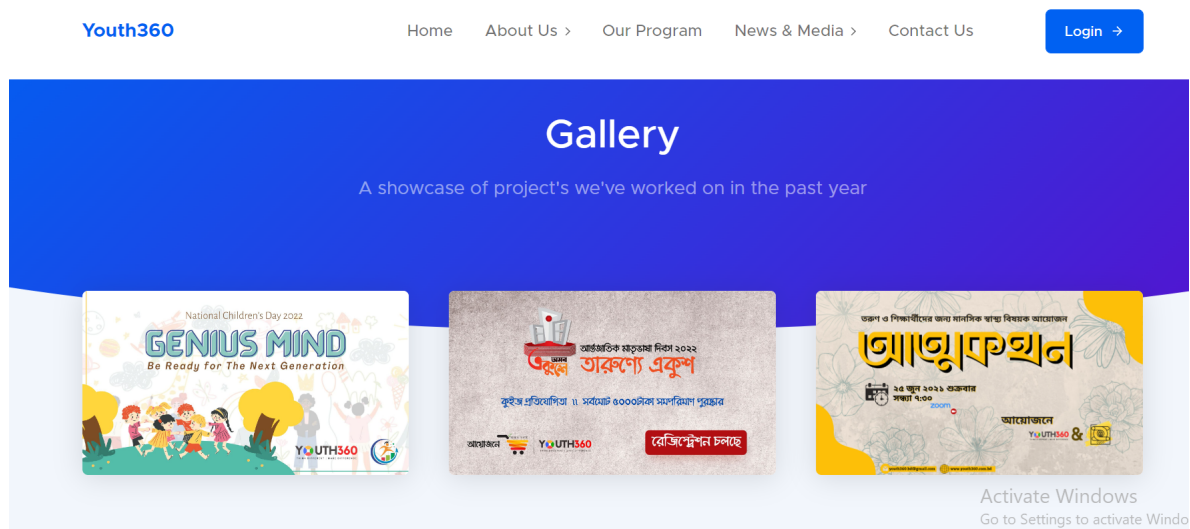 Youth360
Home About Us > Our Program News & Media > Contact Us
Login →
Gallery
A showcase of project's we've worked on in the past year
National Children's Day 2022
GENIUS MIND
Be Ready for The Next Generation
YOUTH360
আন্তর্জাতিক মাতৃভাষা দিবস ২০২২
অমর
একুশে
তারুণ্যে একুশ
কুইজ প্রতিযোগিতা ॥ সর্বমোট ৫০০০টাকা সমপরিমাণ পুরষ্কার
আয়োজনে
YOUTH360
রেজিস্ট্রেশন চলছে
তরুণ ও শিক্ষার্থীদের জন্য মানসিক স্বাস্থ্য বিষয়ক আয়োজন
আত্মকথন
২৫ জুন ২০২১ শুক্রবার
সন্ধ্যা ৭:০০
zoom
আয়োজনে
YOUTH360 &
Activate Windows
Go to Settings to activate Windo